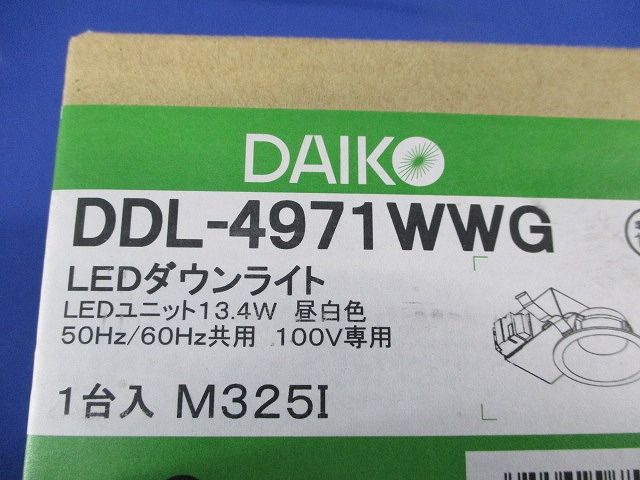 DAIKO
DDL-4971WWG
LEDダウンライト
LEDユニット13.4W 昼白色
50Hz/60Hz共用 100V専用
1台入 M325I